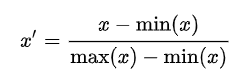 x′ = (x − min(x)) / (max(x) − min(x))